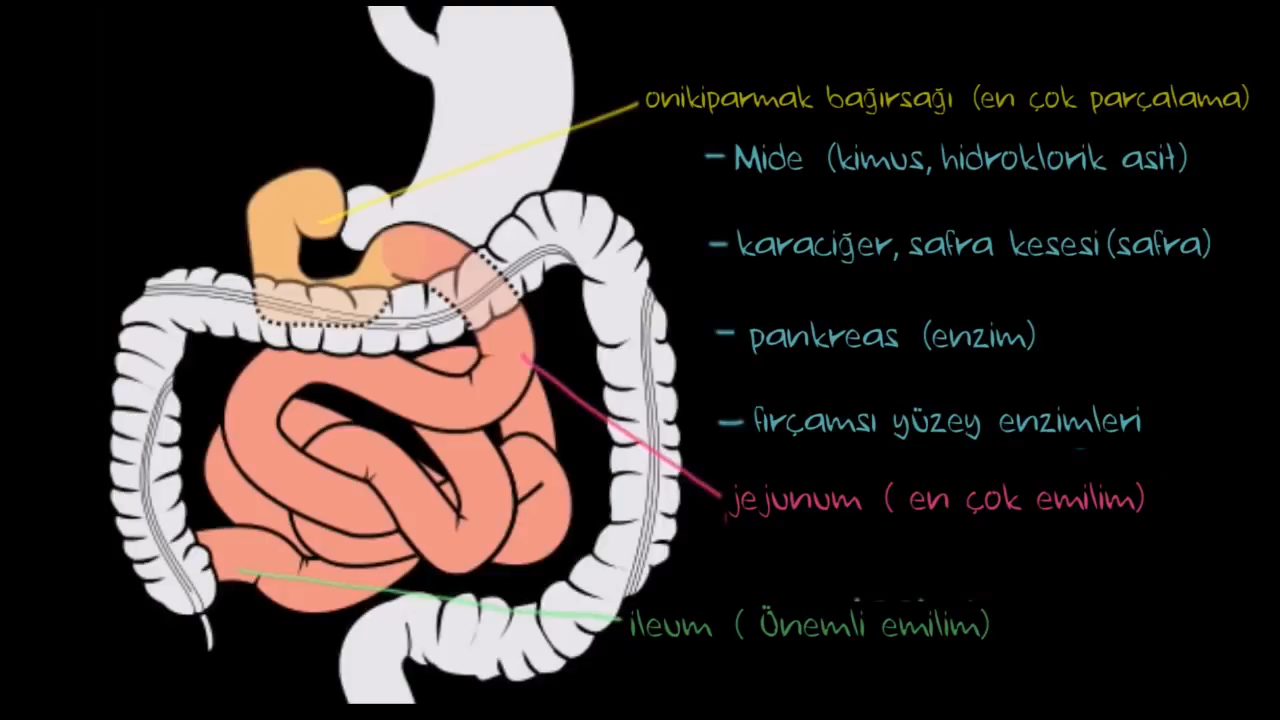 onikiparmak bağırsağı (en çok parçalama)
- Mide (kimus, hidroklorik asit)
- karaciğer, safra kesesi (safra)
- pankreas (enzim)
- fırçamsı yüzey enzimleri
jejunum ( en çok emilim)
ileum ( Önemli emilim)